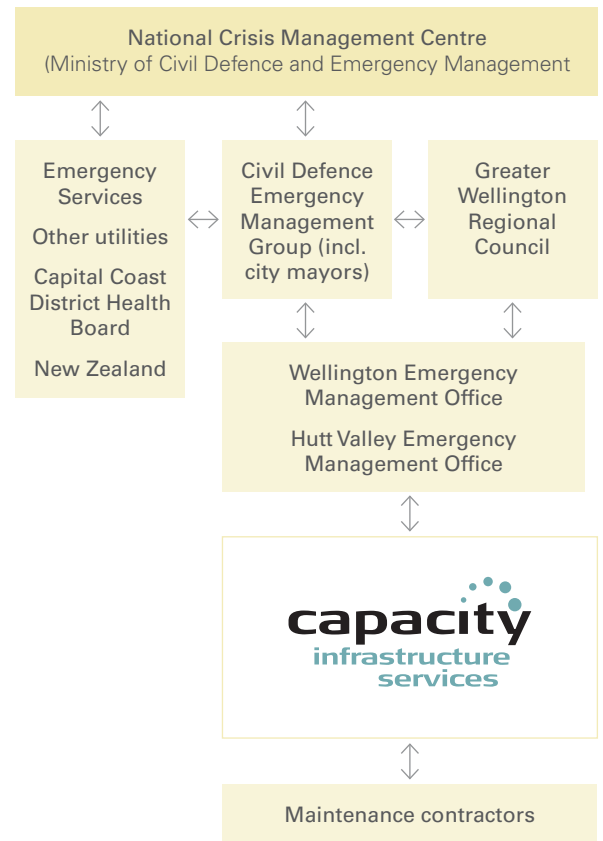 National Crisis Management Centre
(Ministry of Civil Defence and Emergency Management
Emergency
Services
Other utilities
Capital Coast
District Health
Board
New Zealand
Civil Defence
Emergency
Management
Group (incl.
city mayors)
Greater
Wellington
Regional
Council
Wellington Emergency
Management Office
Hutt Valley Emergency
Management Office
capacity
infrastructure
services
Maintenance contractors